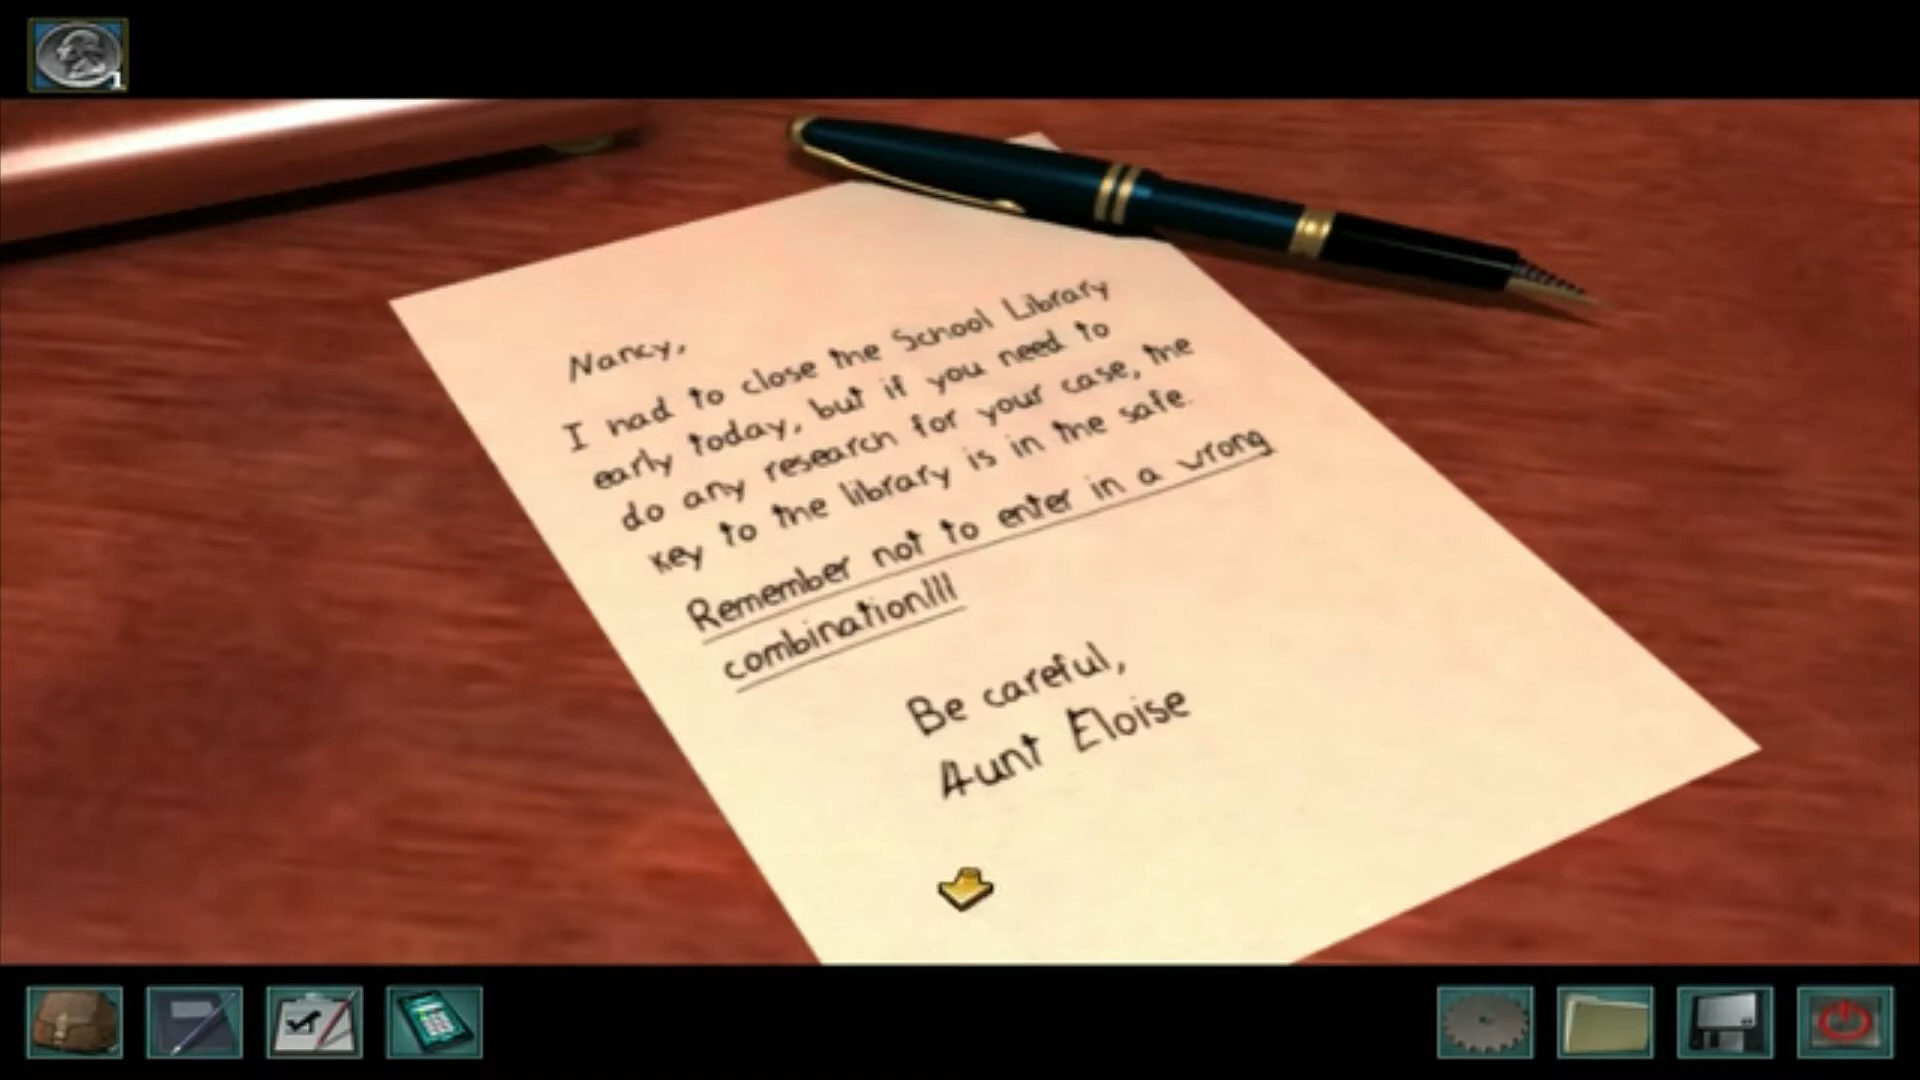 1
Nancy,
I had to close the School Library
early today, but if you need to
do any research for your case, the
key to the library is in the safe.
Remember not to enter in a wrong
combination!!!
Be careful,
Aunt Eloise